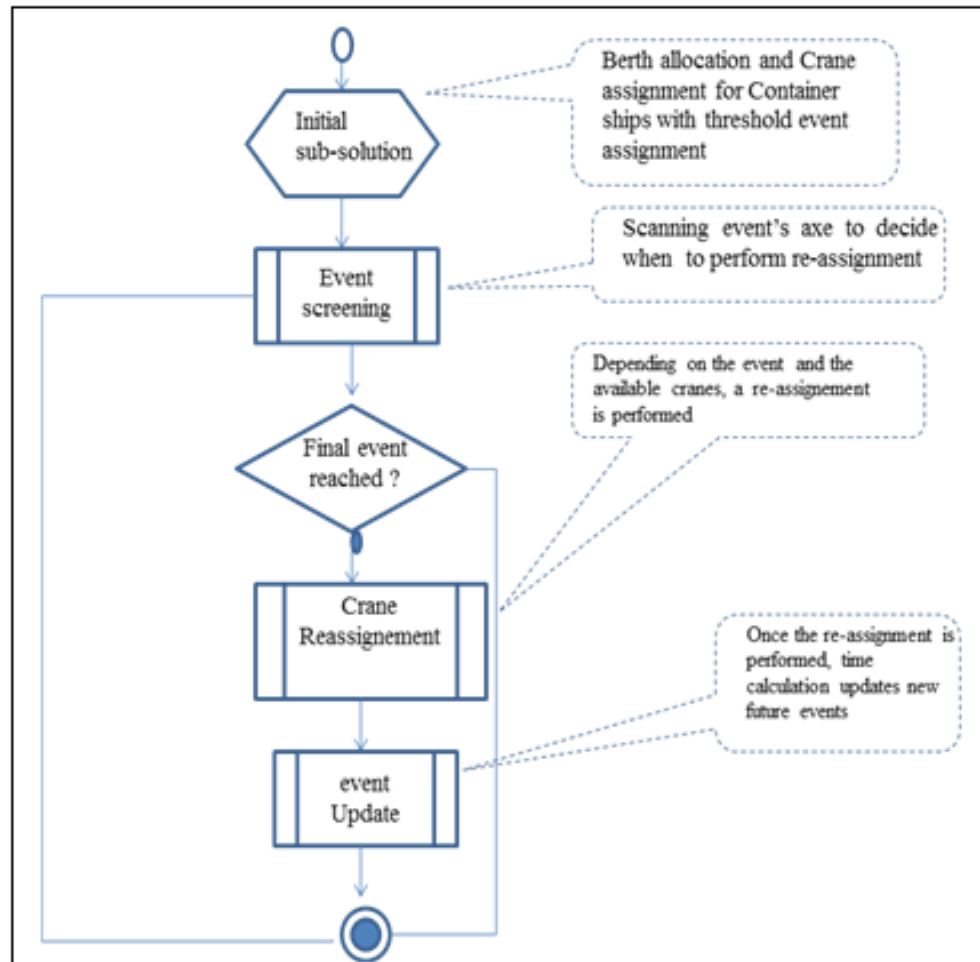 Initial
sub-solution
Berth allocation and Crane
assignment for Container
ships with threshold event
assignment
Event
screening
Scanning event's axe to decide
when to perform re-assignment
Final event
reached ?
Depending on the event and the
available cranes, a re-assignement
is performed
Crane
Reassignement
Once the re-assignment is
performed, time
calculation updates new
future events
event
Update